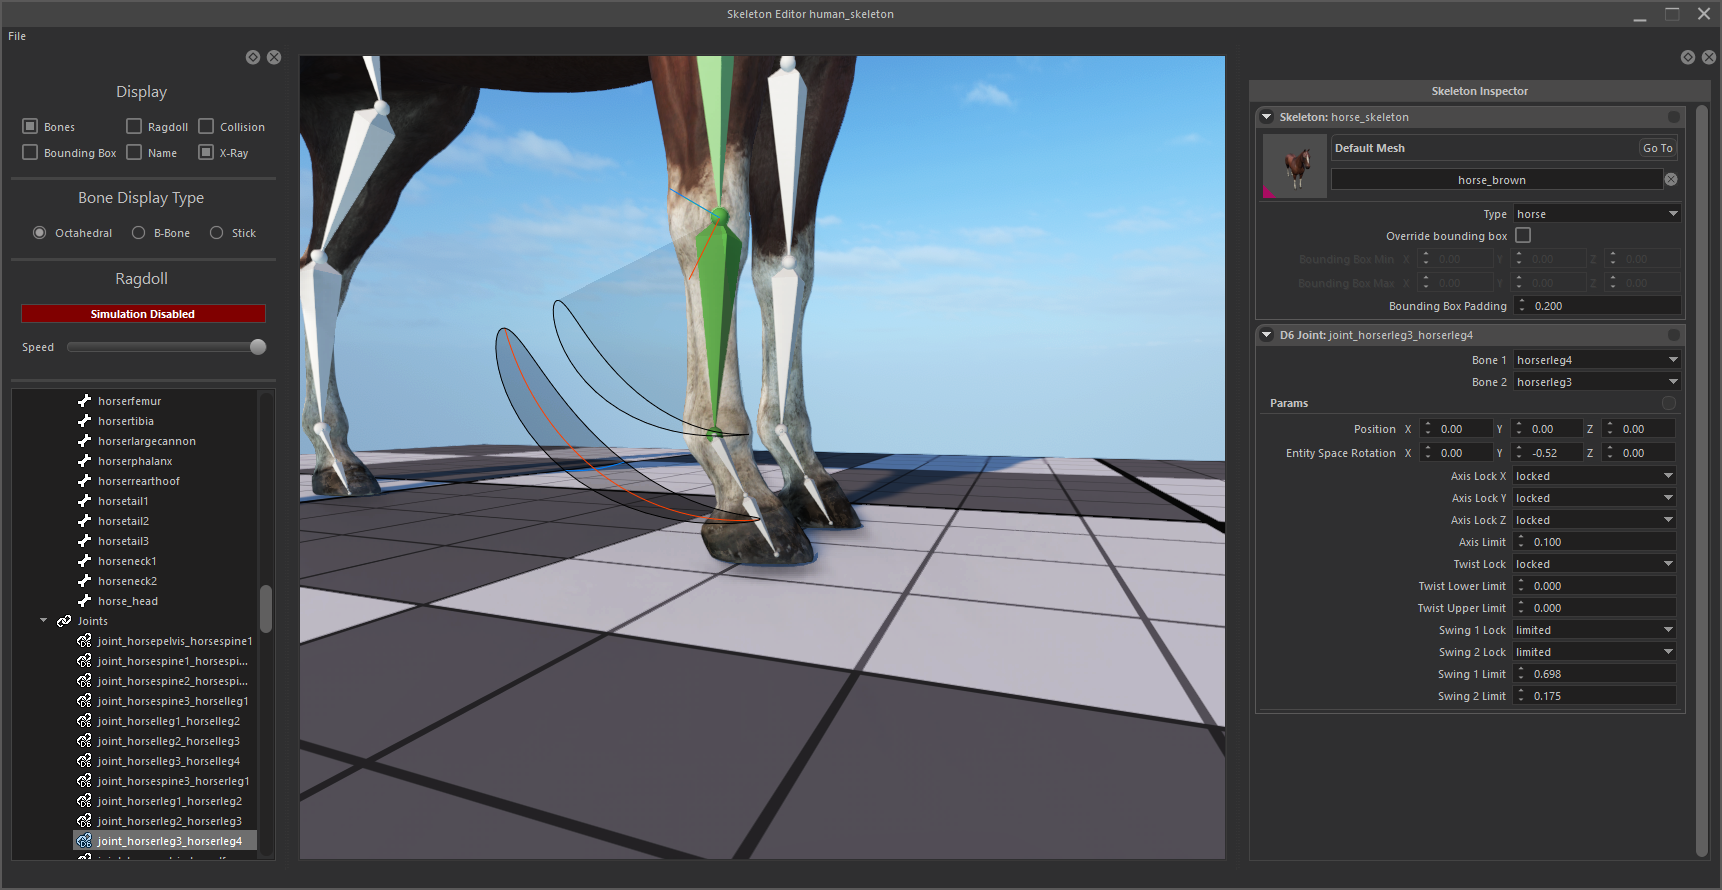 Skeleton Editor human_skeleton
File
Display
Bones
Ragdoll
Collision
Bounding Box
Name
X-Ray
Bone Display Type
Octahedral
B-Bone
Stick
Ragdoll
Simulation Disabled
Speed
horserfemur
horsertibia
horserlargecannon
horserphalanx
horserrearthoof
horsetail1
horsetail2
horsetail3
horseneck1
horseneck2
horse_head
Joints
joint_horsepelvis_horsespine1
joint_horsespine1_horsespi...
joint_horsespine2_horsespi...
joint_horsespine3_horselleg1
joint_horselleg1_horselleg2
joint_horselleg2_horselleg3
joint_horselleg3_horselleg4
joint_horsespine3_horserleg1
joint_horserleg1_horserleg2
joint_horserleg2_horserleg3
joint_horserleg3_horserleg4
Skeleton Inspector
Skeleton: horse_skeleton
Default Mesh
Go To
horse_brown
Type horse
Override bounding box
Bounding Box Min X 0.00 Y 0.00 Z 0.00
Bounding Box Max X 0.00 Y 0.00 Z 0.00
Bounding Box Padding 0.200
D6 Joint: joint_horserleg3_horserleg4
Bone 1 horserleg4
Bone 2 horserleg3
Params
Position X 0.00 Y 0.00 Z 0.00
Entity Space Rotation X 0.00 Y -0.52 Z 0.00
Axis Lock X locked
Axis Lock Y locked
Axis Lock Z locked
Axis Limit 0.100
Twist Lock locked
Twist Lower Limit 0.000
Twist Upper Limit 0.000
Swing 1 Lock limited
Swing 2 Lock limited
Swing 1 Limit 0.698
Swing 2 Limit 0.175